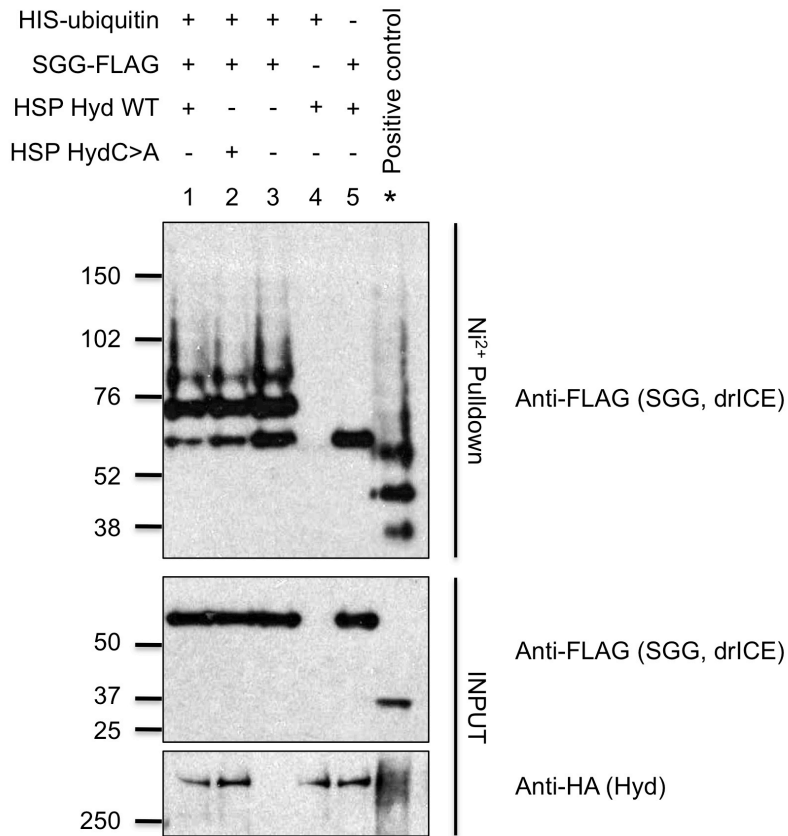 HIS-ubiquitin + + + + -
SGG-FLAG + + + - +
HSP Hyd WT + - - + +
HSP HydC>A - + - - -
Positive control
1 2 3 4 5 *
150
102
76
52
38
Ni2+ Pulldown
Anti-FLAG (SGG, drICE)
50
37
25
INPUT
Anti-FLAG (SGG, drICE)
250
Anti-HA (Hyd)